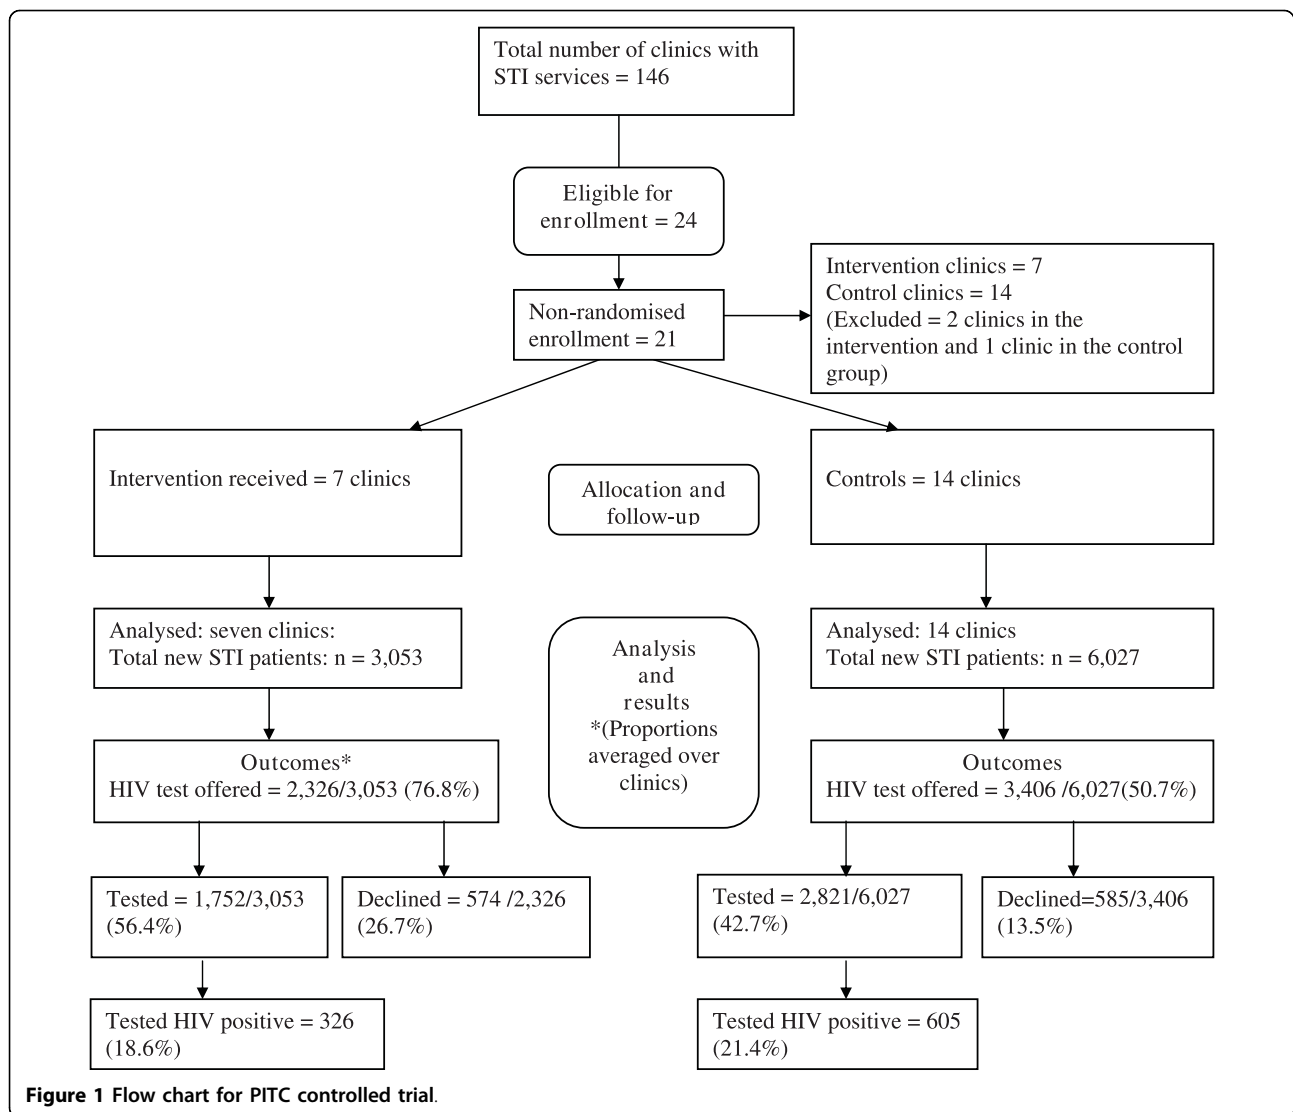 Total number of clinics with
STI services = 146
Eligible for
enrollment = 24
Non-randomised
enrollment = 21
Intervention clinics = 7
Control clinics = 14
(Excluded = 2 clinics in the
intervention and 1 clinic in the control
group)
Intervention received = 7 clinics
Allocation and
follow-up
Controls = 14 clinics
Analysed: seven clinics:
Total new STI patients: n = 3,053
Analysis
and
results
*(Proportions
averaged over
clinics)
Analysed: 14 clinics
Total new STI patients: n = 6,027
Outcomes*
HIV test offered = 2,326/3,053 (76.8%)
Outcomes
HIV test offered = 3,406 /6,027(50.7%)
Tested = 1,752/3,053
(56.4%)
Declined = 574 /2,326
(26.7%)
Tested = 2,821/6,027
(42.7%)
Declined=585/3,406
(13.5%)
Tested HIV positive = 326
(18.6%)
Tested HIV positive = 605
(21.4%)
Figure 1 Flow chart for PITC controlled trial.